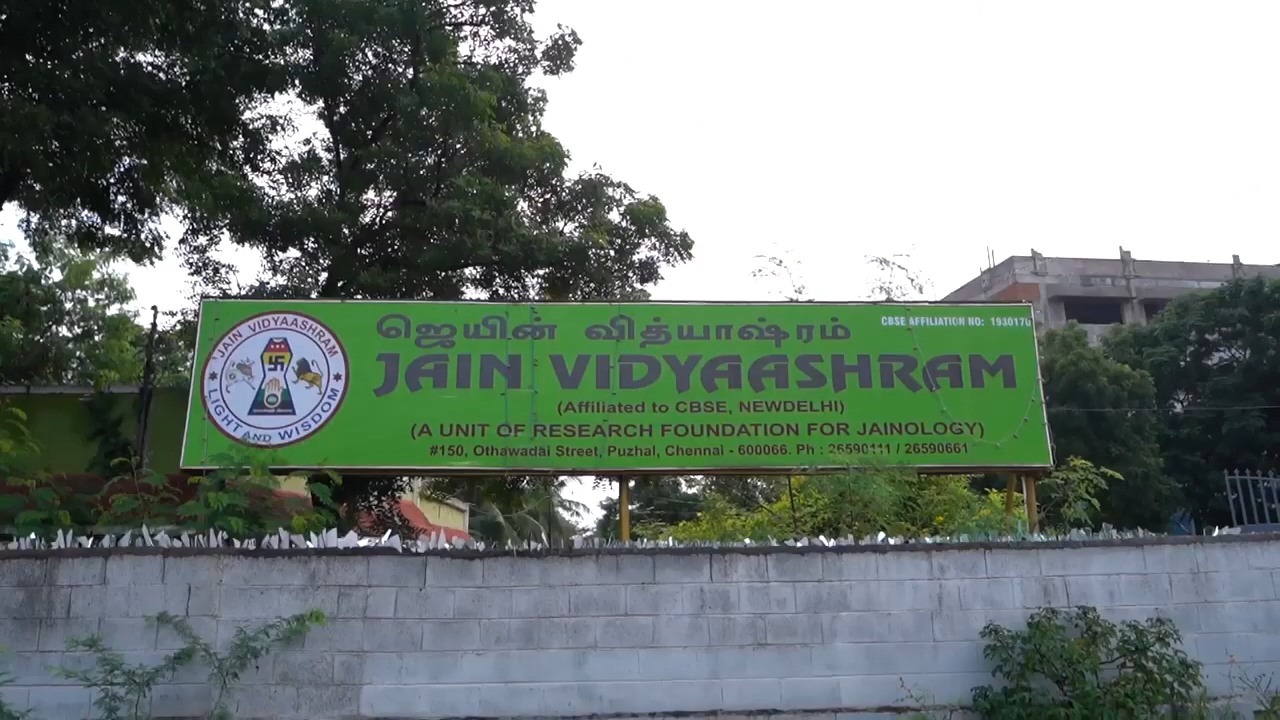 ஜெயின் வித்யாஷ்ரம்
CBSE AFFILIATION NO: 193017
JAIN VIDYAASHRAM
(Affiliated to CBSE, NEWDELHI)
(A UNIT OF RESEARCH FOUNDATION FOR JAINOLOGY)
#150, Othawadai Street, Puzhal, Chennai - 600066. Ph : 26590111 / 26590661
JAIN VIDYAASHRAM
LIGHT AND WISDOM